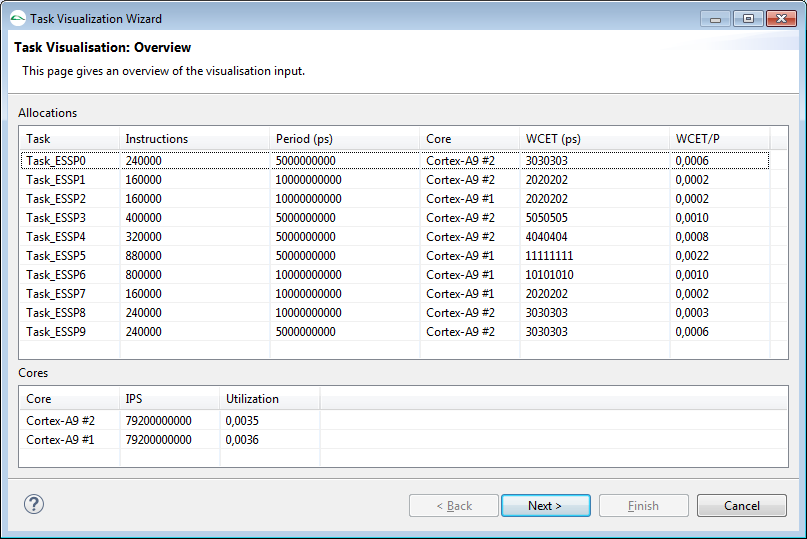 Task Visualization Wizard
Task Visualisation: Overview
This page gives an overview of the visualisation input.
Allocations
Task Instructions Period (ps) Core WCET (ps) WCET/P
Task_ESSP0 240000 5000000000 Cortex-A9 #2 3030303 0,0006
Task_ESSP1 160000 10000000000 Cortex-A9 #2 2020202 0,0002
Task_ESSP2 160000 10000000000 Cortex-A9 #1 2020202 0,0002
Task_ESSP3 400000 5000000000 Cortex-A9 #2 5050505 0,0010
Task_ESSP4 320000 5000000000 Cortex-A9 #2 4040404 0,0008
Task_ESSP5 880000 5000000000 Cortex-A9 #1 11111111 0,0022
Task_ESSP6 800000 10000000000 Cortex-A9 #1 10101010 0,0010
Task_ESSP7 160000 10000000000 Cortex-A9 #1 2020202 0,0002
Task_ESSP8 240000 10000000000 Cortex-A9 #2 3030303 0,0003
Task_ESSP9 240000 5000000000 Cortex-A9 #2 3030303 0,0006
Cores
Core IPS Utilization
Cortex-A9 #2 79200000000 0,0035
Cortex-A9 #1 79200000000 0,0036
? < Back Next > Finish Cancel